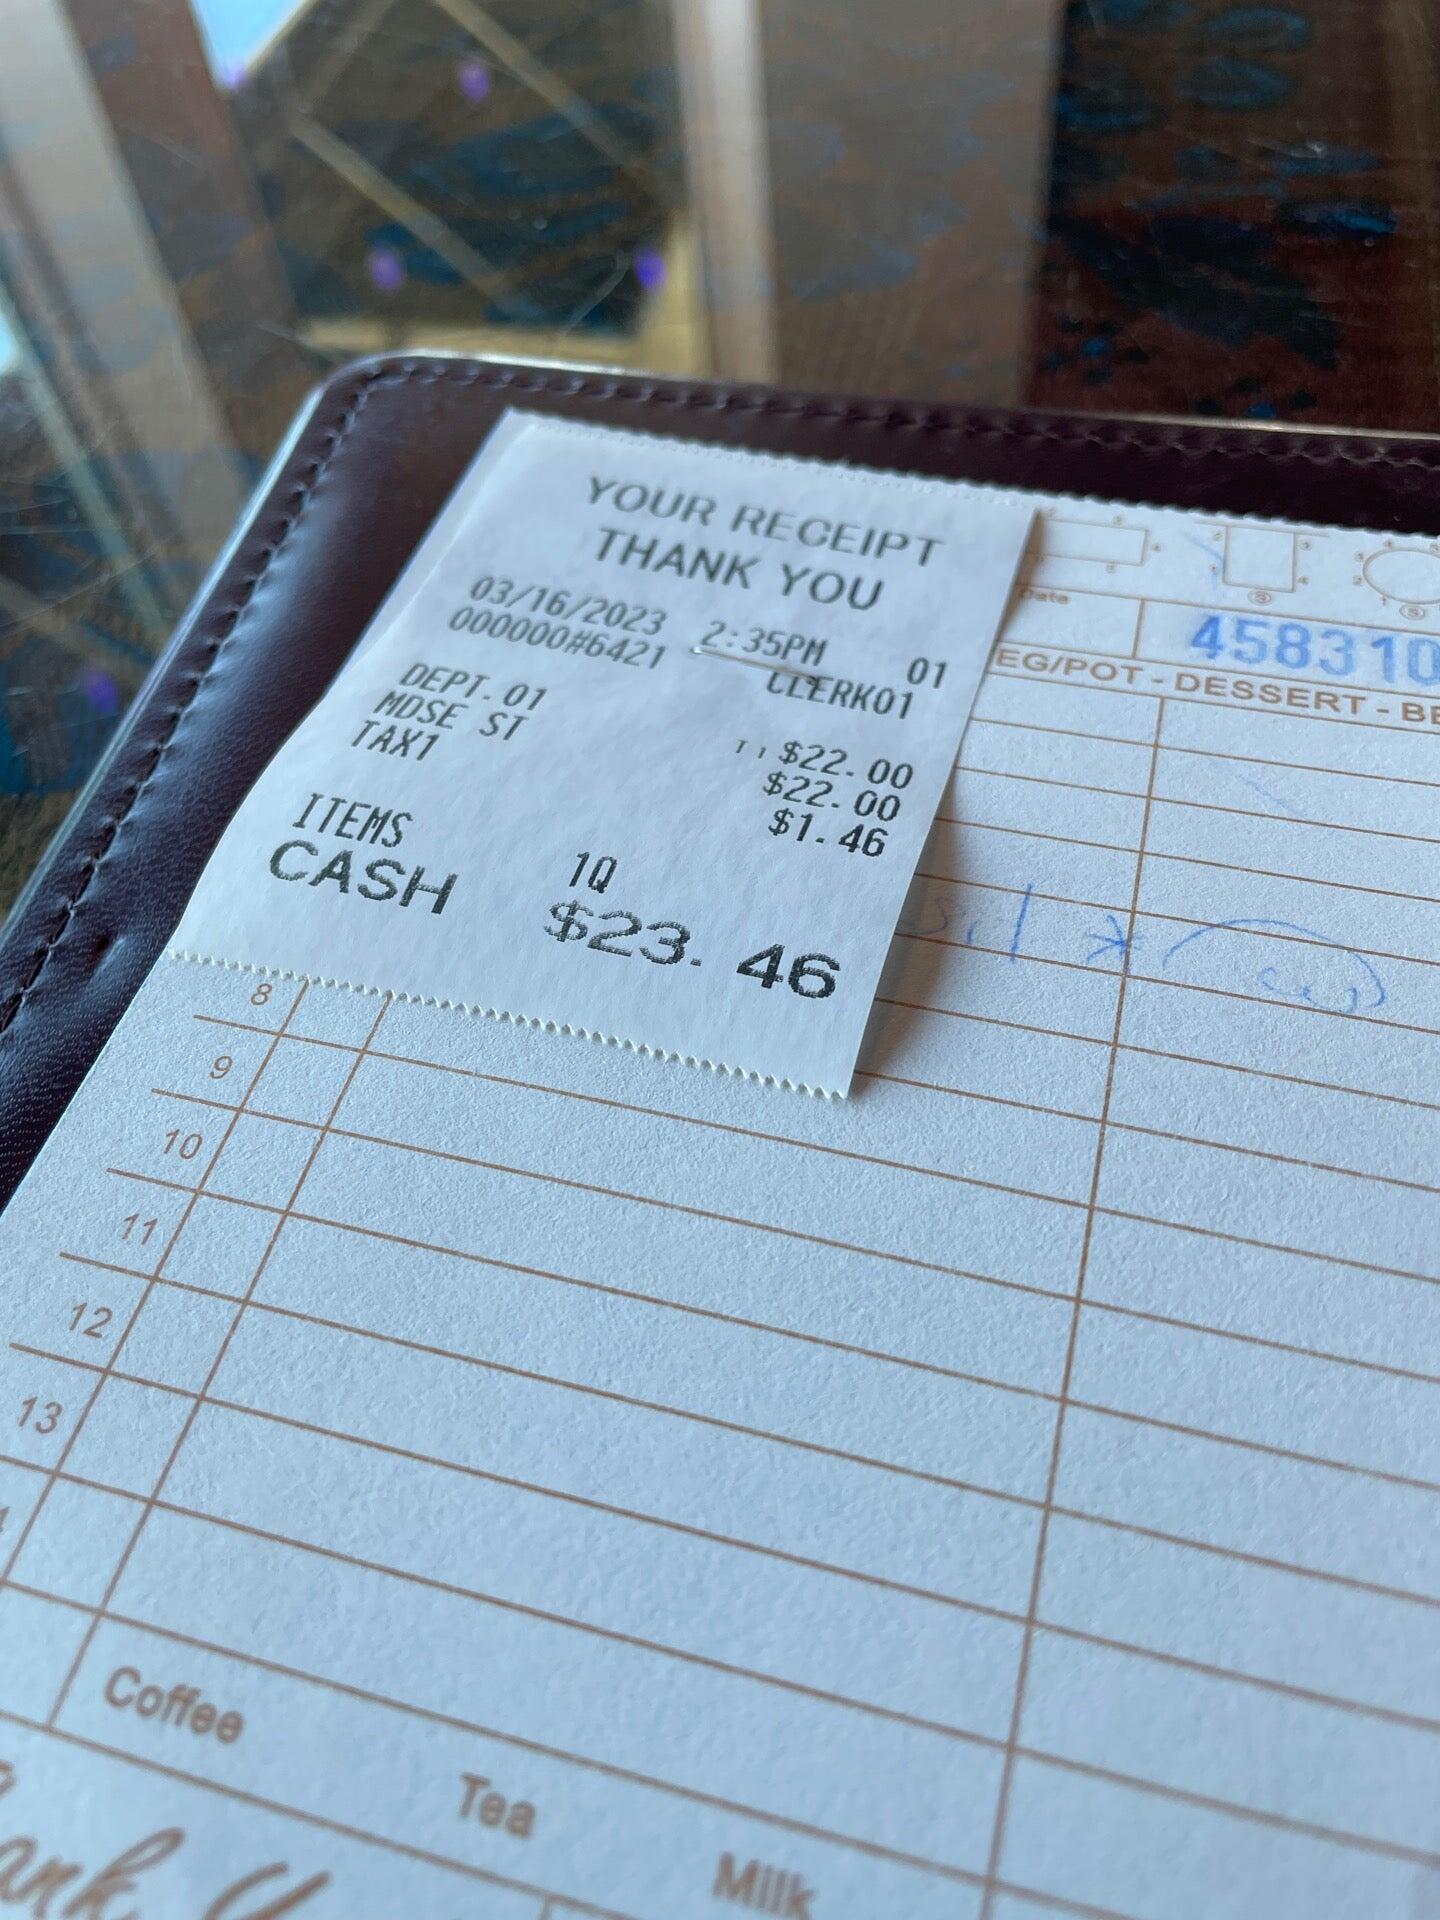 YOUR RECEIPT
THANK YOU
03/16/2023 2:35PM 01
000000#6421 CLERK01
DEPT.01 T1 $22.00
MDSE ST $22.00
TAX1 $1.46
ITEMS 1Q
CASH $23.46
Date
458310
EG/POT - DESSERT - BE
8
9
10
11
12
13
Coffee
Tea
Milk